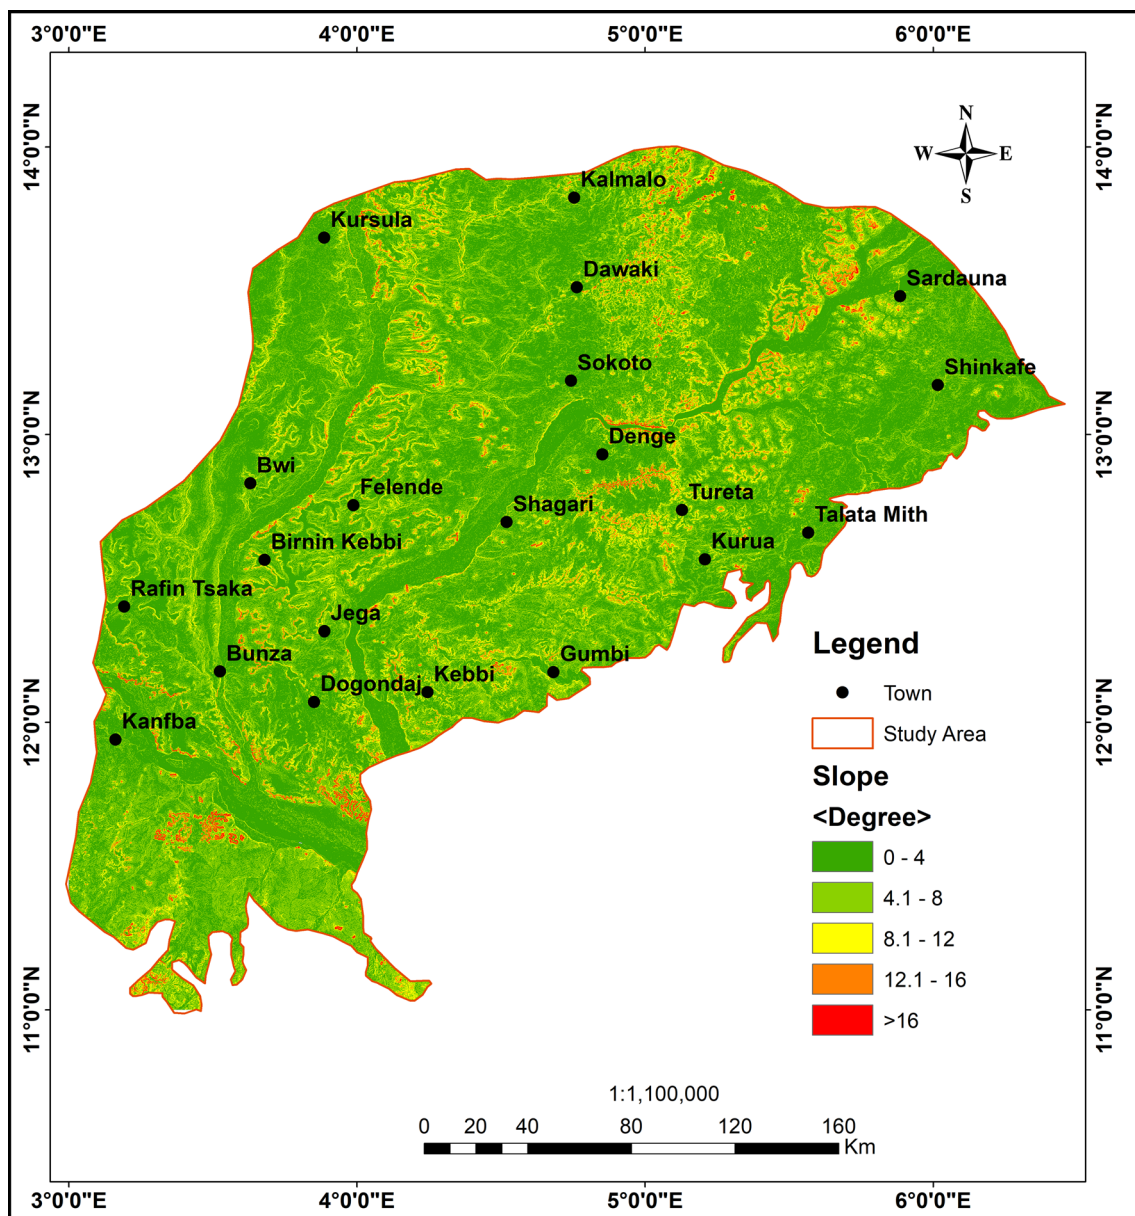 3°0'0"E 4°0'0"E 5°0'0"E 6°0'0"E
14°0'0"N
13°0'0"N
12°0'0"N
11°0'0"N
14°0'0"N
13°0'0"N
12°0'0"N
11°0'0"N
N
W E
S
Kalmalo
Kursula
Dawaki
Sardauna
Sokoto
Shinkafe
Denge
Bwi
Felende
Tureta
Shagari
Talata Mith
Birnin Kebbi
Kurua
Rafin Tsaka
Jega
Bunza
Gumbi
Dogondaj
Kebbi
Kanfba
Legend
Town
Study Area
Slope
<Degree>
0 - 4
4.1 - 8
8.1 - 12
12.1 - 16
>16
1:1,100,000
0 20 40 80 120 160
Km
3°0'0"E 4°0'0"E 5°0'0"E 6°0'0"E